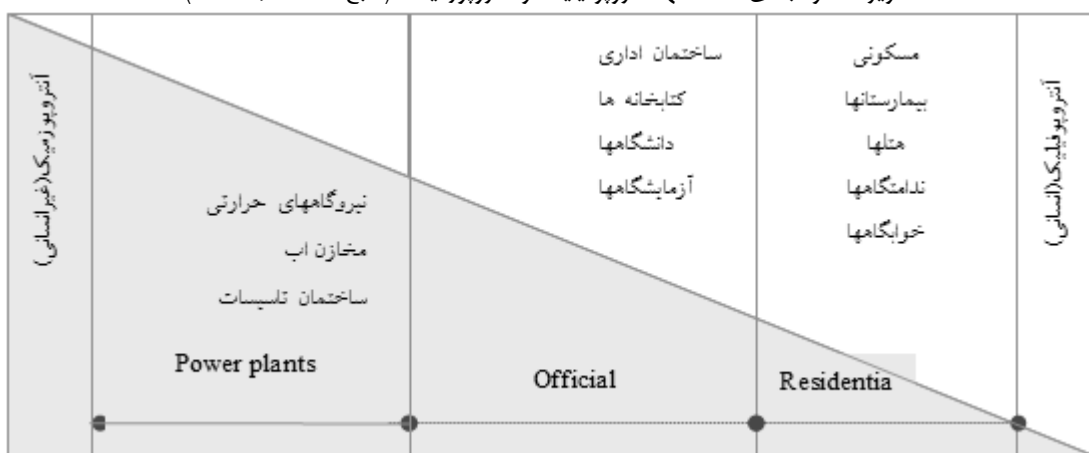 آنتروپوفیلیک(انسانی)
مسکونی
بیمارستانها
هتلها
ندامتگاهها
خوابگاهها
Residentia
ساختمان اداری
کتابخانه ها
دانشگاهها
آزمایشگاهها
Official
نیروگاههای حرارتی
مخازن اب
ساختمان تاسیسات
Power plants
آنتروپوزمیک(غیرانسانی)